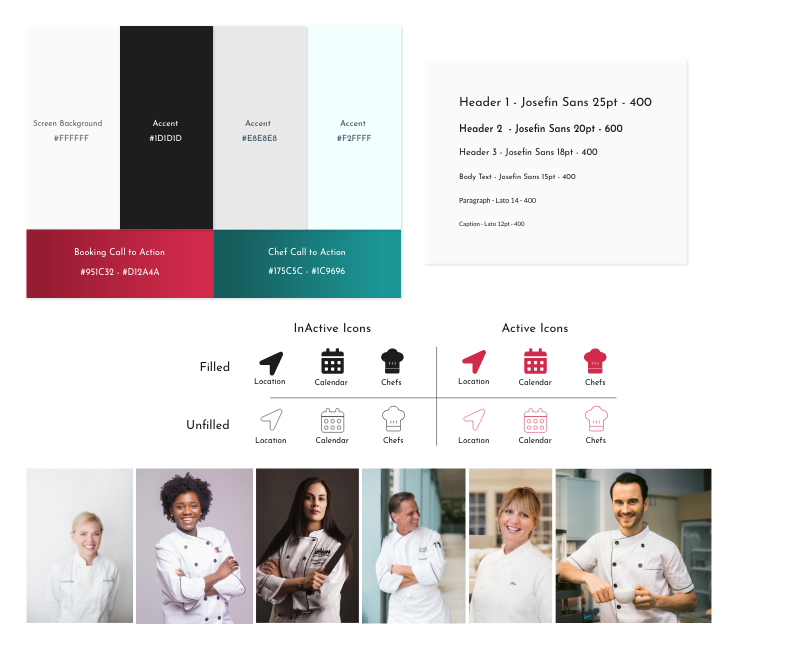 Screen Background
#FFFFFF
Accent
#1D1D1D
Accent
#E8E8E8
Accent
#F2FFFF
Booking Call to Action
#951C32 - #D12A4A
Chef Call to Action
#175C5C - #1C9696
Header 1 - Josefin Sans 25pt - 400
Header 2 - Josefin Sans 20pt - 600
Header 3 - Josefin Sans 18pt - 400
Body Text - Josefin Sans 15pt - 400
Paragraph - Lato 14 - 400
Caption - Lato 12pt - 400
InActive Icons
Active Icons
Filled
Location
Calendar
Chefs
Location
Calendar
Chefs
Unfilled
Location
Calendar
Chefs
Location
Calendar
Chefs